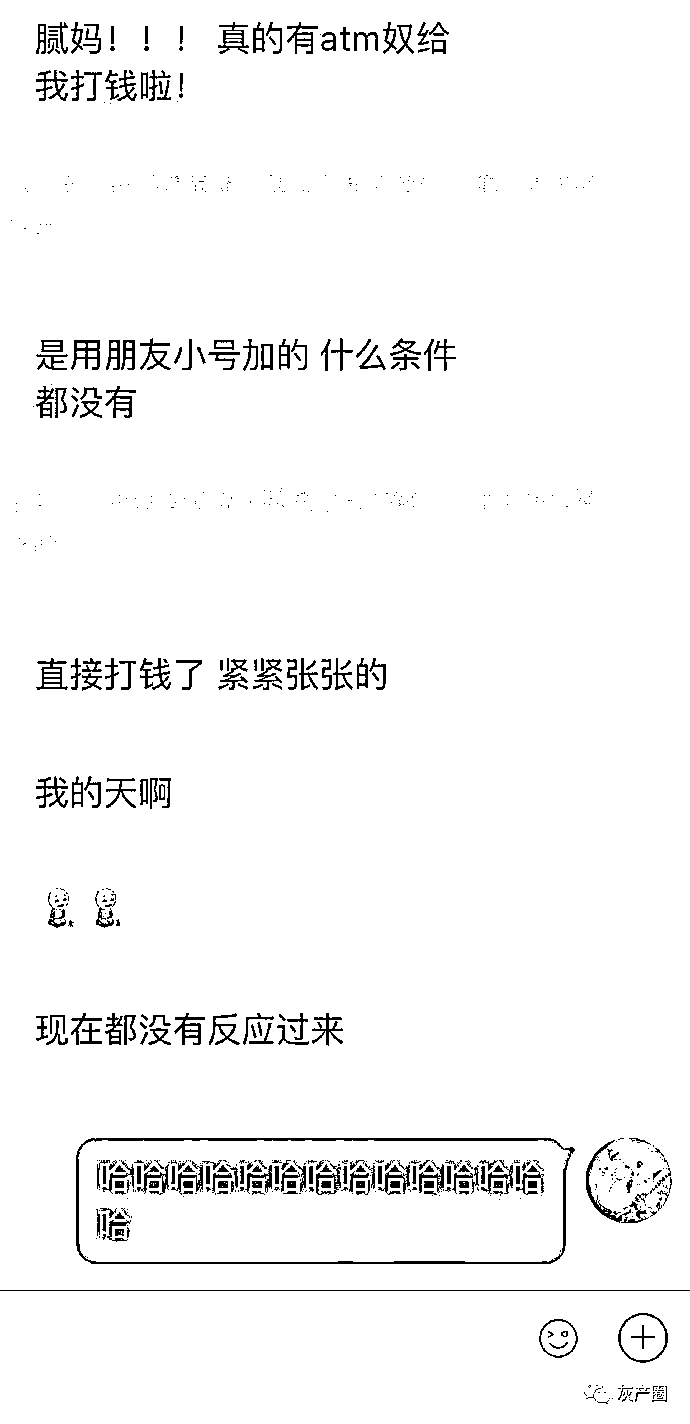 腻妈！！！ 真的有atm奴给
我打钱啦！
是用朋友小号加的 什么条件
都没有
直接打钱了 紧紧张张的
我的天啊
现在都没有反应过来
哈哈哈哈哈哈哈哈哈哈哈哈哈
哈
灰产圈